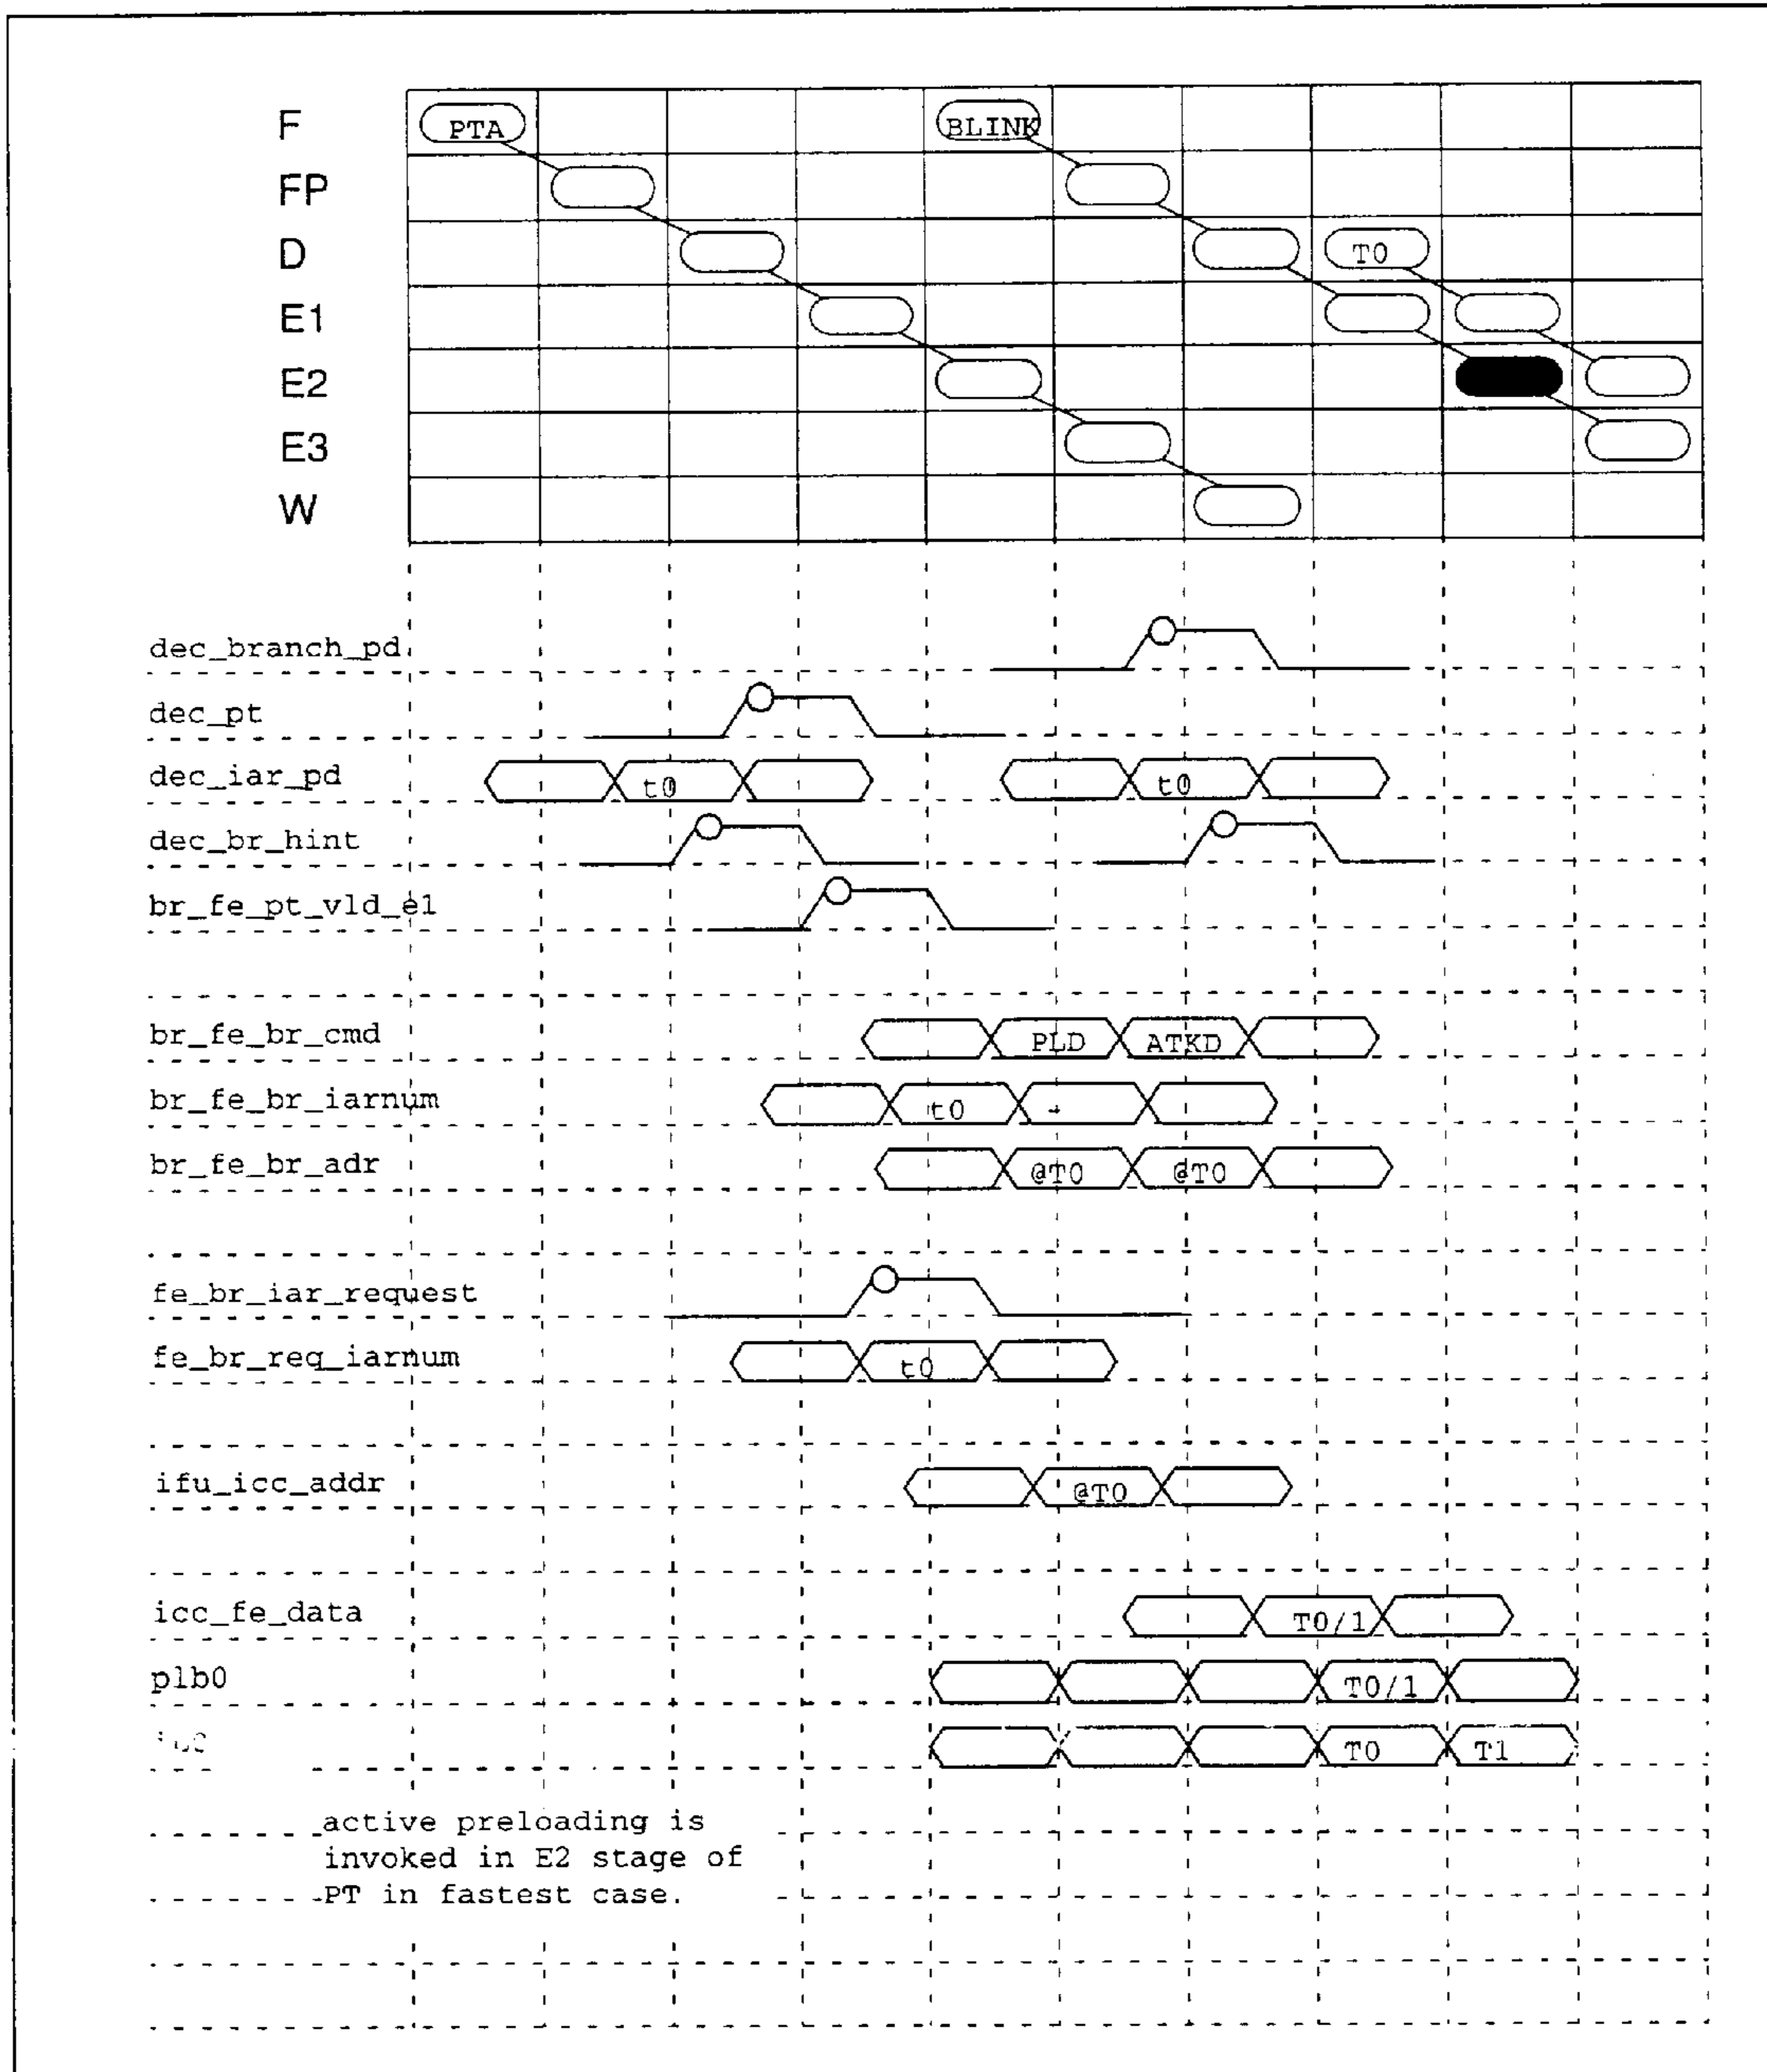 F PTA BLINK
FP
D T0
E1
E2
E3
W
dec_branch_pd
dec_pt
dec_iar_pd t0 t0
dec_br_hint
br_fe_pt_vld_e1
br_fe_br_cmd PLD ATKD
br_fe_br_iarnum t0 -
br_fe_br_adr @T0 @T0
fe_br_iar_request
fe_br_req_iarnum t0
ifu_icc_addr @T0
icc_fe_data T0/1
plb0 T0/1
T0 T1
active preloading is
invoked in E2 stage of
PT in fastest case.